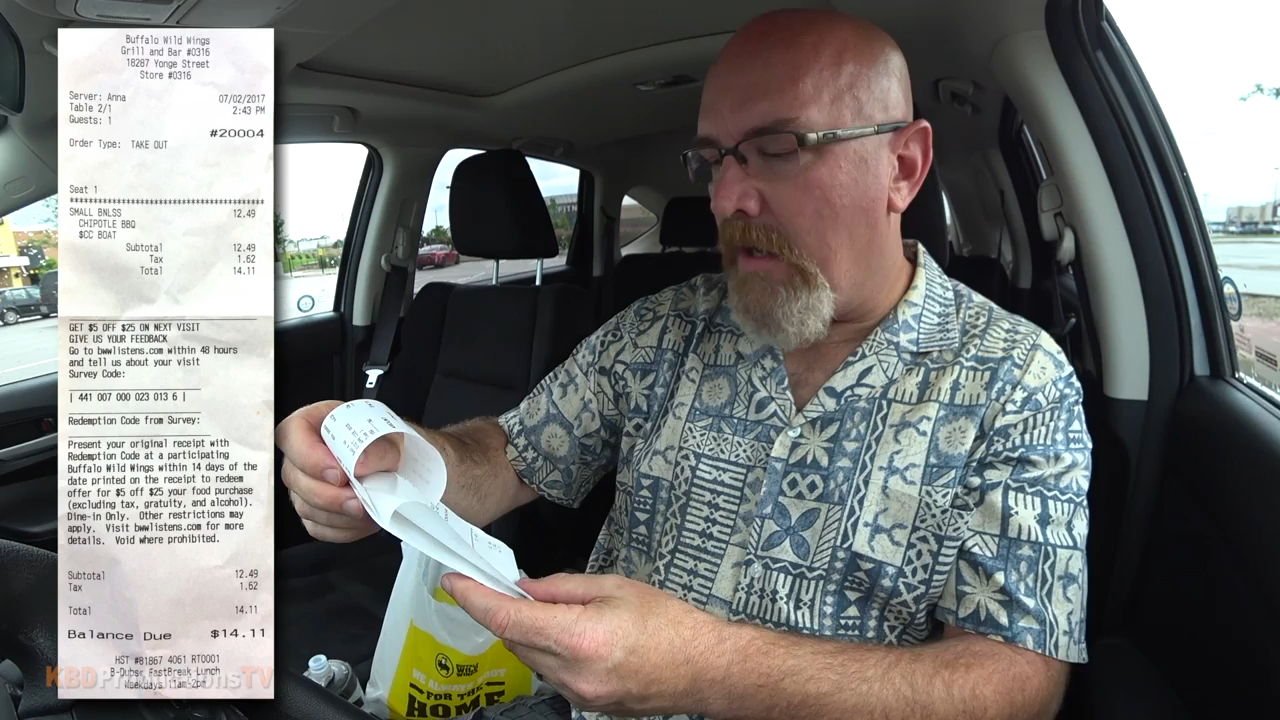 Buffalo Wild Wings
Grill and Bar #0316
18287 Yonge Street
Store #0316
Server: Anna 07/02/2017
Table 2/1 2:43 PM
Guests: 1
#20004
Order Type: TAKE OUT
Seat 1
SMALL BNLSS 12.49
CHIPOTLE BBQ
$CC BOAT
Subtotal 12.49
Tax 1.62
Total 14.11
GET $5 OFF $25 ON NEXT VISIT
GIVE US YOUR FEEDBACK
Go to bwwlistens.com within 48 hours
and tell us about your visit
Survey Code:
| 441 007 000 023 013 6 |
Redemption Code from Survey:
Present your original receipt with
Redemption Code at a participating
Buffalo Wild Wings within 14 days of the
date printed on the receipt to redeem
offer for $5 off $25 your food purchase
(excluding tax, gratuity, and alcohol).
Dine-in Only. Other restrictions may
apply. Visit bwwlistens.com for more
details. Void where prohibited.
Subtotal 12.49
Tax 1.62
Total 14.11
Balance Due $14.11
HST #81867 4061 RT0001
B-Dubs FastBreak Lunch
Weekdays 11am-2pm
KBDProductionsTV
WE ALWAYS ROOT
FOR THE
HOME